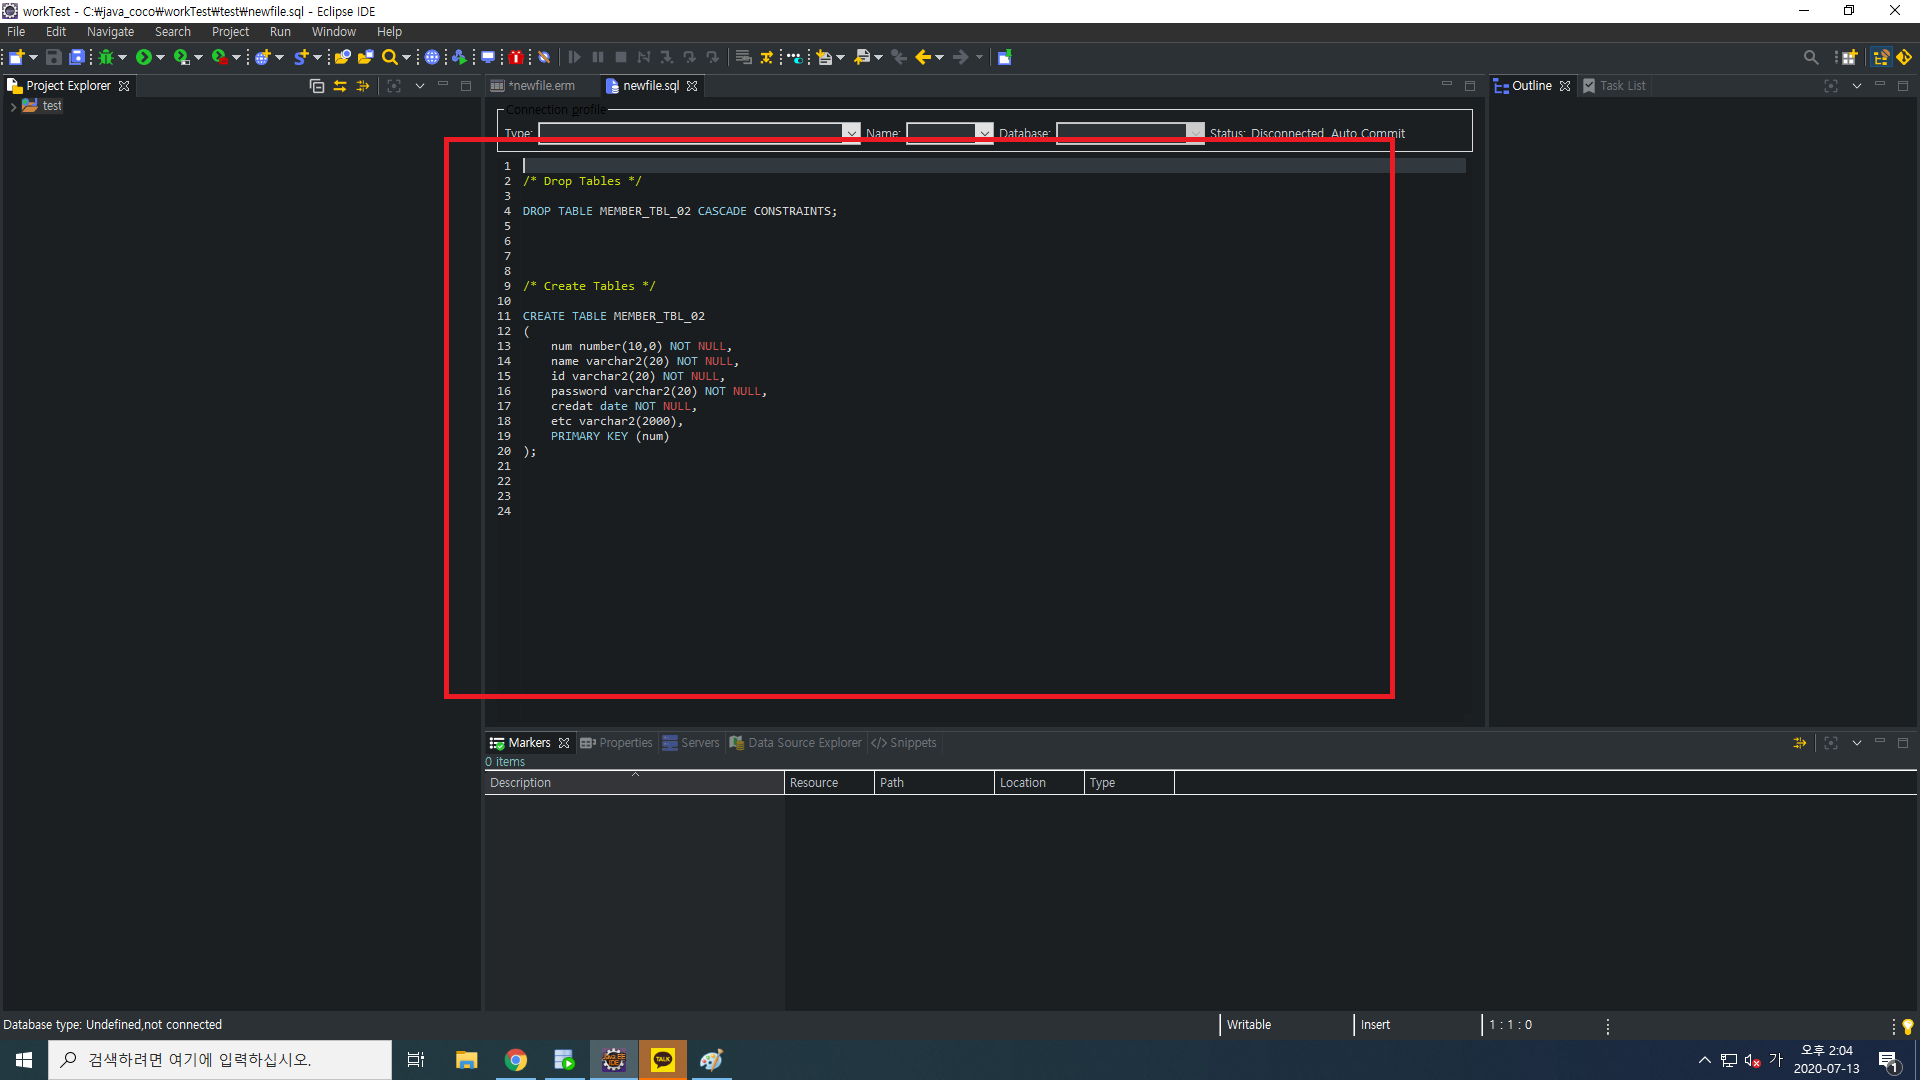 workTest - C:₩java_coco₩workTest₩test₩newfile.sql - Eclipse IDE
File Edit Navigate Search Project Run Window Help
Project Explorer
test
*newfile.erm newfile.sql
Outline Task List
Connection profile
Type: Name: Database: Status: Disconnected, Auto Commit
1
2 /* Drop Tables */
3
4 DROP TABLE MEMBER_TBL_02 CASCADE CONSTRAINTS;
5
6
7
8
9 /* Create Tables */
10
11 CREATE TABLE MEMBER_TBL_02
12 (
13 num number(10,0) NOT NULL,
14 name varchar2(20) NOT NULL,
15 id varchar2(20) NOT NULL,
16 password varchar2(20) NOT NULL,
17 credat date NOT NULL,
18 etc varchar2(2000),
19 PRIMARY KEY (num)
20 );
21
22
23
24
Markers Properties Servers Data Source Explorer </> Snippets
0 items
Description Resource Path Location Type
Database type: Undefined,not connected
Writable Insert 1 : 1 : 0
검색하려면 여기에 입력하십시오.
TALK
가
오후 2:04
2020-07-13
1